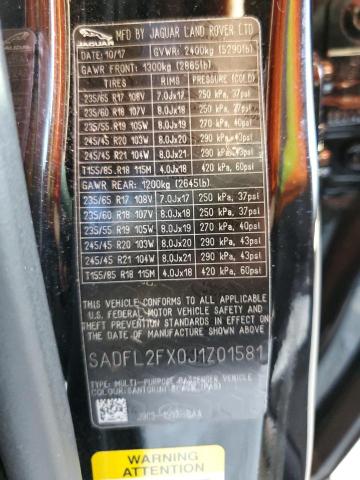 JAGUAR
MFD BY JAGUAR LAND ROVER LTD
DATE: 10/17 GVWR: 2400kg (5290lb)
GAWR FRONT: 1300kg (2865lb)
TIRES RIMS PRESSURE (COLD)
235/65 R17 108V 7.0Jx17 250 kPa, 37psi
235/60 R18 107V 8.0Jx18 250 kPa, 37psi
235/55 R19 105W 8.0Jx19 270 kPa, 40psi
245/45 R20 103W 8.0Jx20 290 kPa, 43psi
245/45 R21 104W 8.0Jx21 290 kPa, 43psi
T155/85 R18 115M 4.0Jx18 420 kPa, 60psi
GAWR REAR: 1200kg (2645lb)
235/65 R17 108V 7.0Jx17 250 kPa, 37psi
235/60 R18 107V 8.0Jx18 250 kPa, 37psi
235/55 R19 105W 8.0Jx19 270 kPa, 40psi
245/45 R20 103W 8.0Jx20 290 kPa, 43psi
245/45 R21 104W 8.0Jx21 290 kPa, 43psi
T155/85 R18 115M 4.0Jx18 420 kPa, 60psi
THIS VEHICLE CONFORMS TO ALL APPLICABLE
U.S. FEDERAL MOTOR VEHICLE SAFETY
STANDARDS IN EFFECT ON THE DATE OF
MANUFACTURE SHOWN ABOVE
SADFL2FX0J1Z01581
TYPE: MULTI-PURPOSE PASSENGER VEHICLE
COLOUR: SANTORINI BLACK (PAB)
WARNING: